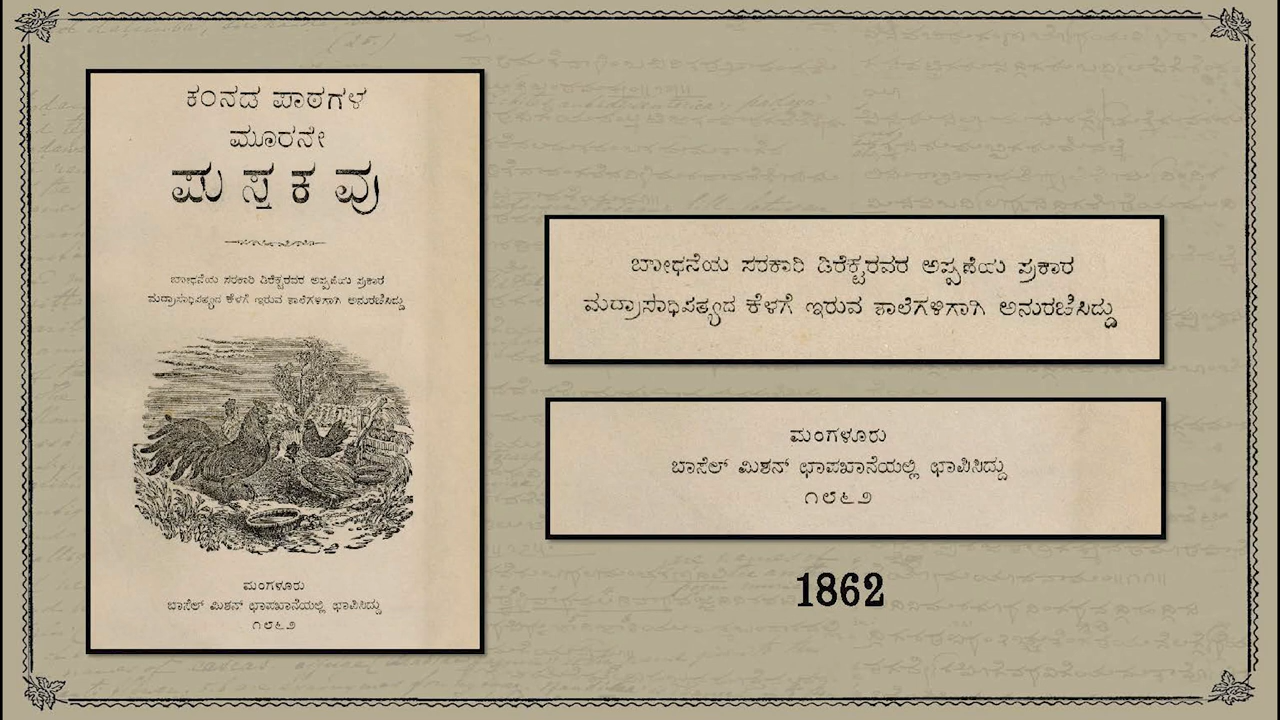 ಕಂನಡ ಪಾಠಗಳ
ಮೂರನೇ
ಪುಸ್ತಕವು
ಬೋಧನೆಯ ಸರಕಾರಿ ಡಿರೆಕ್ಟರವರ ಅಪ್ಪಣೆಯ ಪ್ರಕಾರ
ಮದ್ರಾಸಾಧಿಪತ್ಯದ ಕೆಳಗೆ ಇರುವ ಶಾಲೆಗಳಿಗಾಗಿ ಅನುರಚಿಸಿದ್ದು
ಮಂಗಳೂರು
ಬಾಸೆಲ್ ಮಿಶನ್ ಛಾಪಖಾನೆಯಲ್ಲಿ ಛಾಪಿಸಿದ್ದು
೧೮೬೨
ಬೋಧನೆಯ ಸರಕಾರಿ ಡಿರೆಕ್ಟರವರ ಅಪ್ಪಣೆಯ ಪ್ರಕಾರ
ಮದ್ರಾಸಾಧಿಪತ್ಯದ ಕೆಳಗೆ ಇರುವ ಶಾಲೆಗಳಿಗಾಗಿ ಅನುರಚಿಸಿದ್ದು
ಮಂಗಳೂರು
ಬಾಸೆಲ್ ಮಿಶನ್ ಛಾಪಖಾನೆಯಲ್ಲಿ ಛಾಪಿಸಿದ್ದು
೧೮೬೨
1862